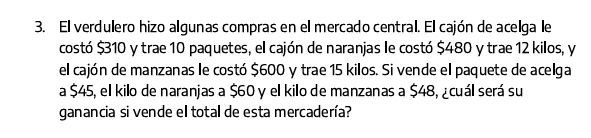 3. El verdulero hizo algunas compras en el mercado central. El cajón de acelga le
costó $310 y trae 10 paquetes, el cajón de naranjas le costó $480 y trae 12 kilos, y
el cajón de manzanas le costó $600 y trae 15 kilos. Si vende el paquete de acelga
a $45, el kilo de naranjas a $60 y el kilo de manzanas a $48, ¿cuál será su
ganancia si vende el total de esta mercadería?